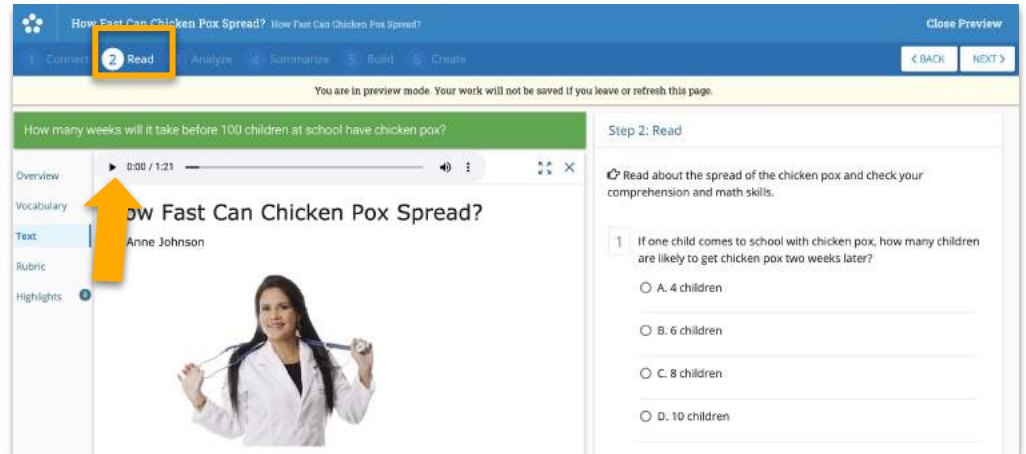 How Fast Can Chicken Pox Spread? How Fast Can Chicken Pox Spread?
Close Preview
1 Connect 2 Read Analyze 4 Summarize 5 Build 6 Create
< BACK NEXT >
You are in preview mode. Your work will not be saved if you leave or refresh this page.
How many weeks will it take before 100 children at school have chicken pox?
0:00 / 1:21
Overview
Vocabulary
Text
Rubric
Highlights
ow Fast Can Chicken Pox Spread?
Anne Johnson
Step 2: Read
Read about the spread of the chicken pox and check your
comprehension and math skills.
1 If one child comes to school with chicken pox, how many children
are likely to get chicken pox two weeks later?
A. 4 children
B. 6 children
C. 8 children
D. 10 children